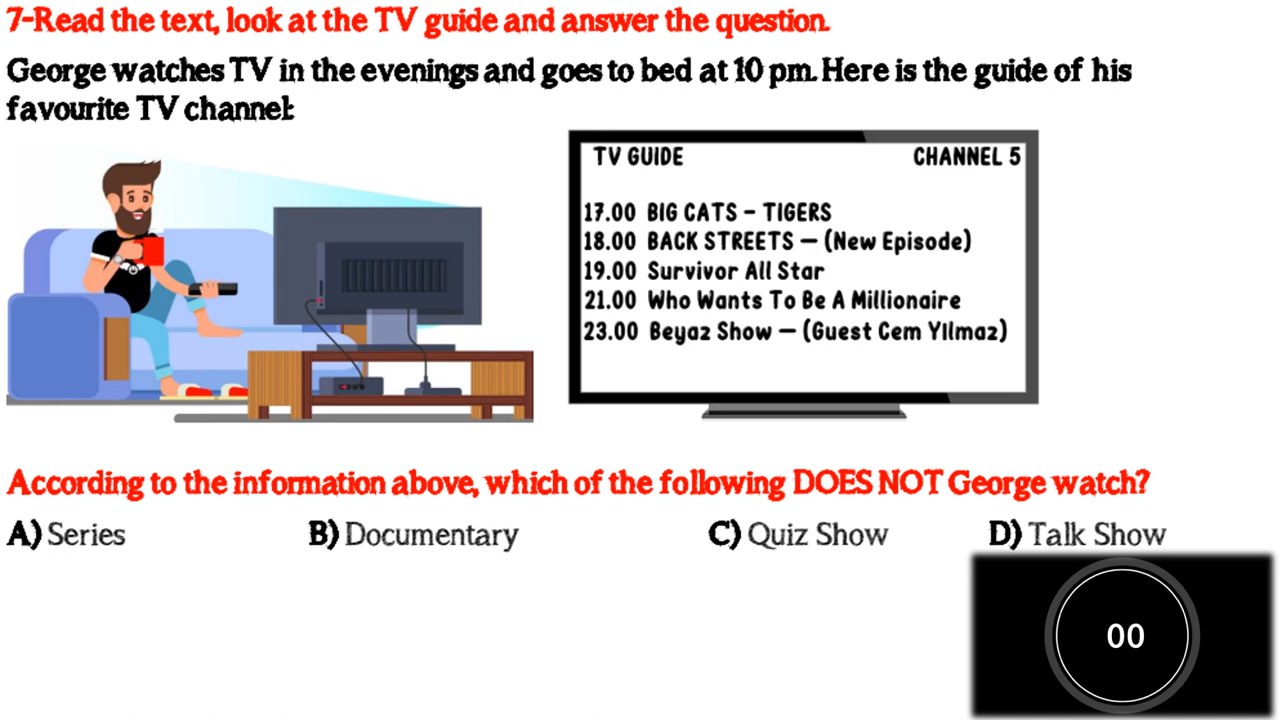 7-Read the text, look at the TV guide and answer the question.
George watches TV in the evenings and goes to bed at 10 pm. Here is the guide of his
favourite TV channel:
TV GUIDE CHANNEL 5
17.00 BIG CATS – TIGERS
18.00 BACK STREETS – (New Episode)
19.00 Survivor All Star
21.00 Who Wants To Be A Millionaire
23.00 Beyaz Show – (Guest Cem Yılmaz)
According to the information above, which of the following DOES NOT George watch?
A) Series B) Documentary C) Quiz Show D) Talk Show
00